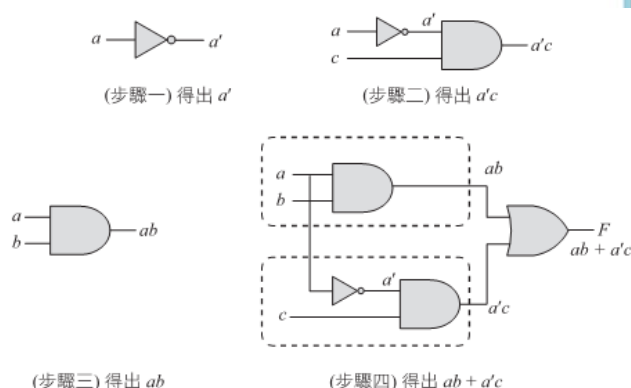 a a′
(步驟一) 得出 a′
a a′
c a′c
(步驟二) 得出 a′c
a
b ab
(步驟三) 得出 ab
a ab
b
F
ab + a′c
a′
c a′c
(步驟四) 得出 ab + a′c